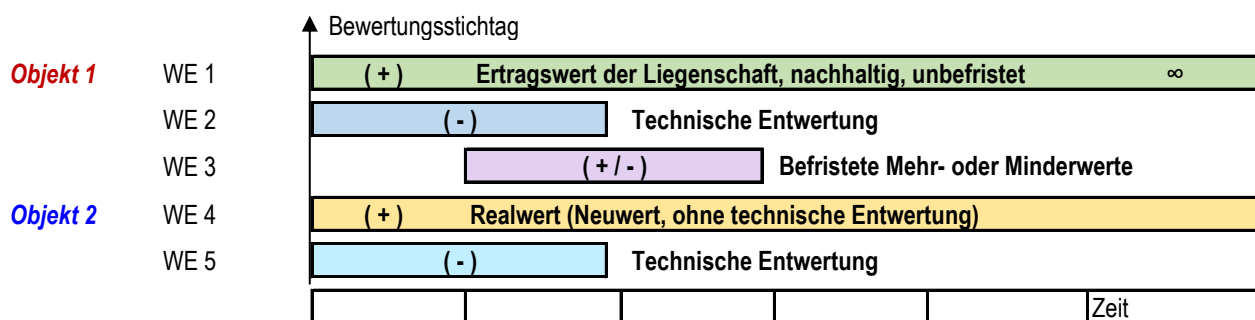 Bewertungsstichtag
Objekt 1 WE 1 ( + ) Ertragswert der Liegenschaft, nachhaltig, unbefristet ∞
WE 2 ( - ) Technische Entwertung
WE 3 ( + / - ) Befristete Mehr- oder Minderwerte
Objekt 2 WE 4 ( + ) Realwert (Neuwert, ohne technische Entwertung)
WE 5 ( - ) Technische Entwertung
Zeit